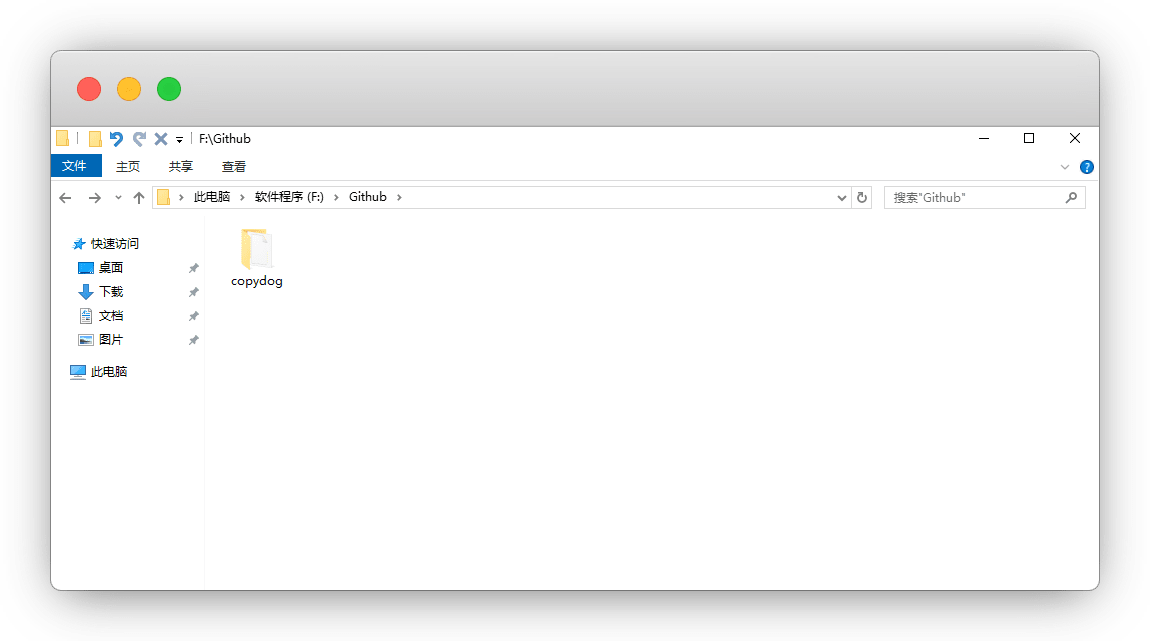 F:\Github
文件 主页 共享 查看
此电脑 软件程序 (F:) Github
搜索"Github"
快速访问
桌面
下载
文档
图片
此电脑
copydog